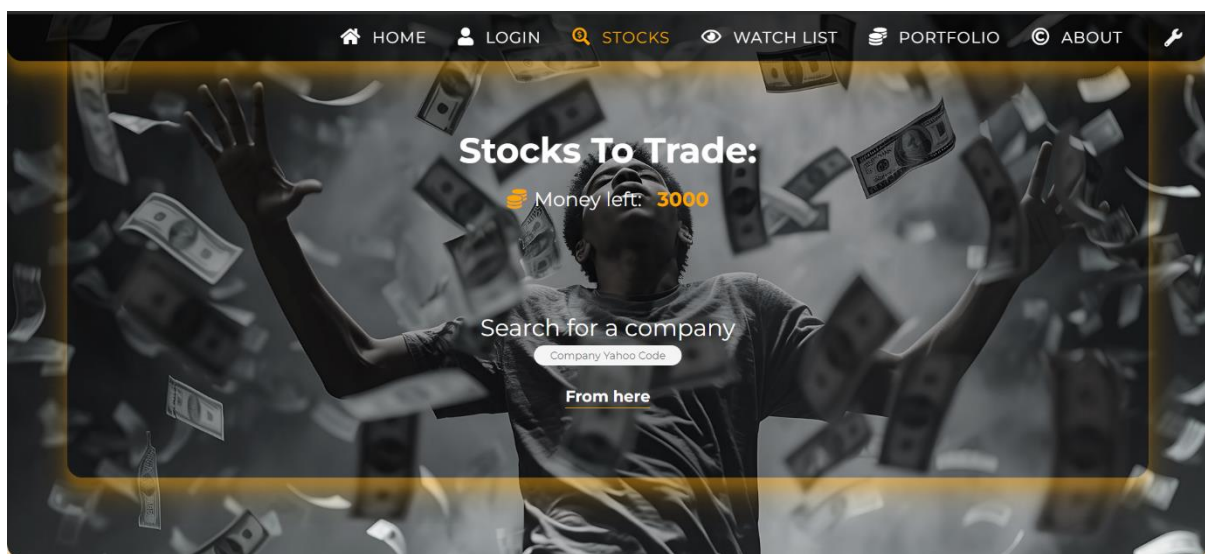 HOME LOGIN STOCKS WATCH LIST PORTFOLIO ABOUT
Stocks To Trade:
Money left: 3000
Search for a company
Company Yahoo Code
From here